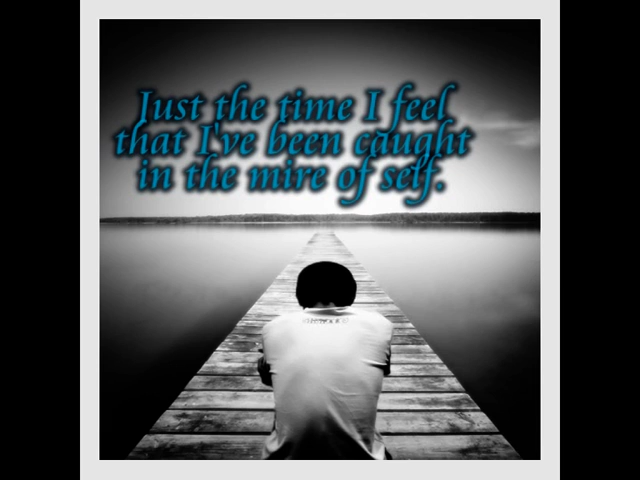 Just the time I feel
that I've been caught
in the mire of self.